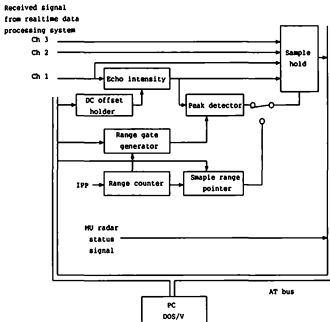 Received signal
from realtime data
processing system
Ch 3
Ch 2
Ch 1
Sample
hold
Echo intensity
DC offset
holder
Peak detector
Range gate
generator
IPP
Range counter
Smaple range
pointer
MU radar
status
signal
AT bus
PC
DOS/V